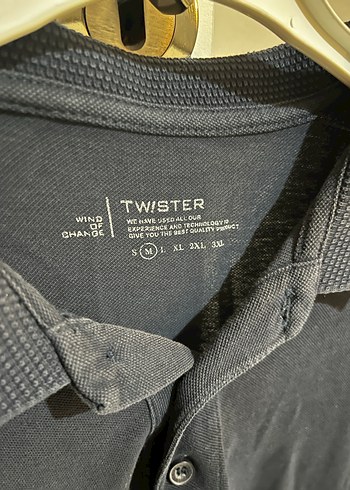 WIND
OF
CHANGE
TWISTER
WE HAVE USED ALL OUR
EXPERIENCE AND TECHNOLOGY TO
GIVE YOU THE BEST QUALITY PRODUCT
S M L XL 2XL 3XL